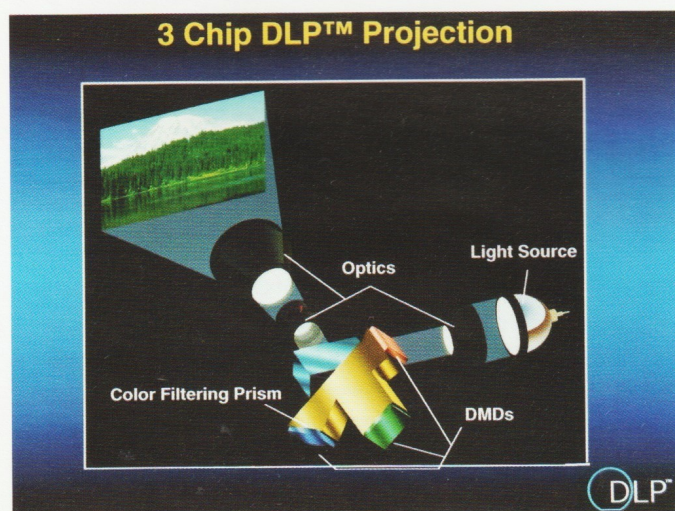 3 Chip DLP™ Projection
Optics
Light Source
Color Filtering Prism
DMDs
DLP™